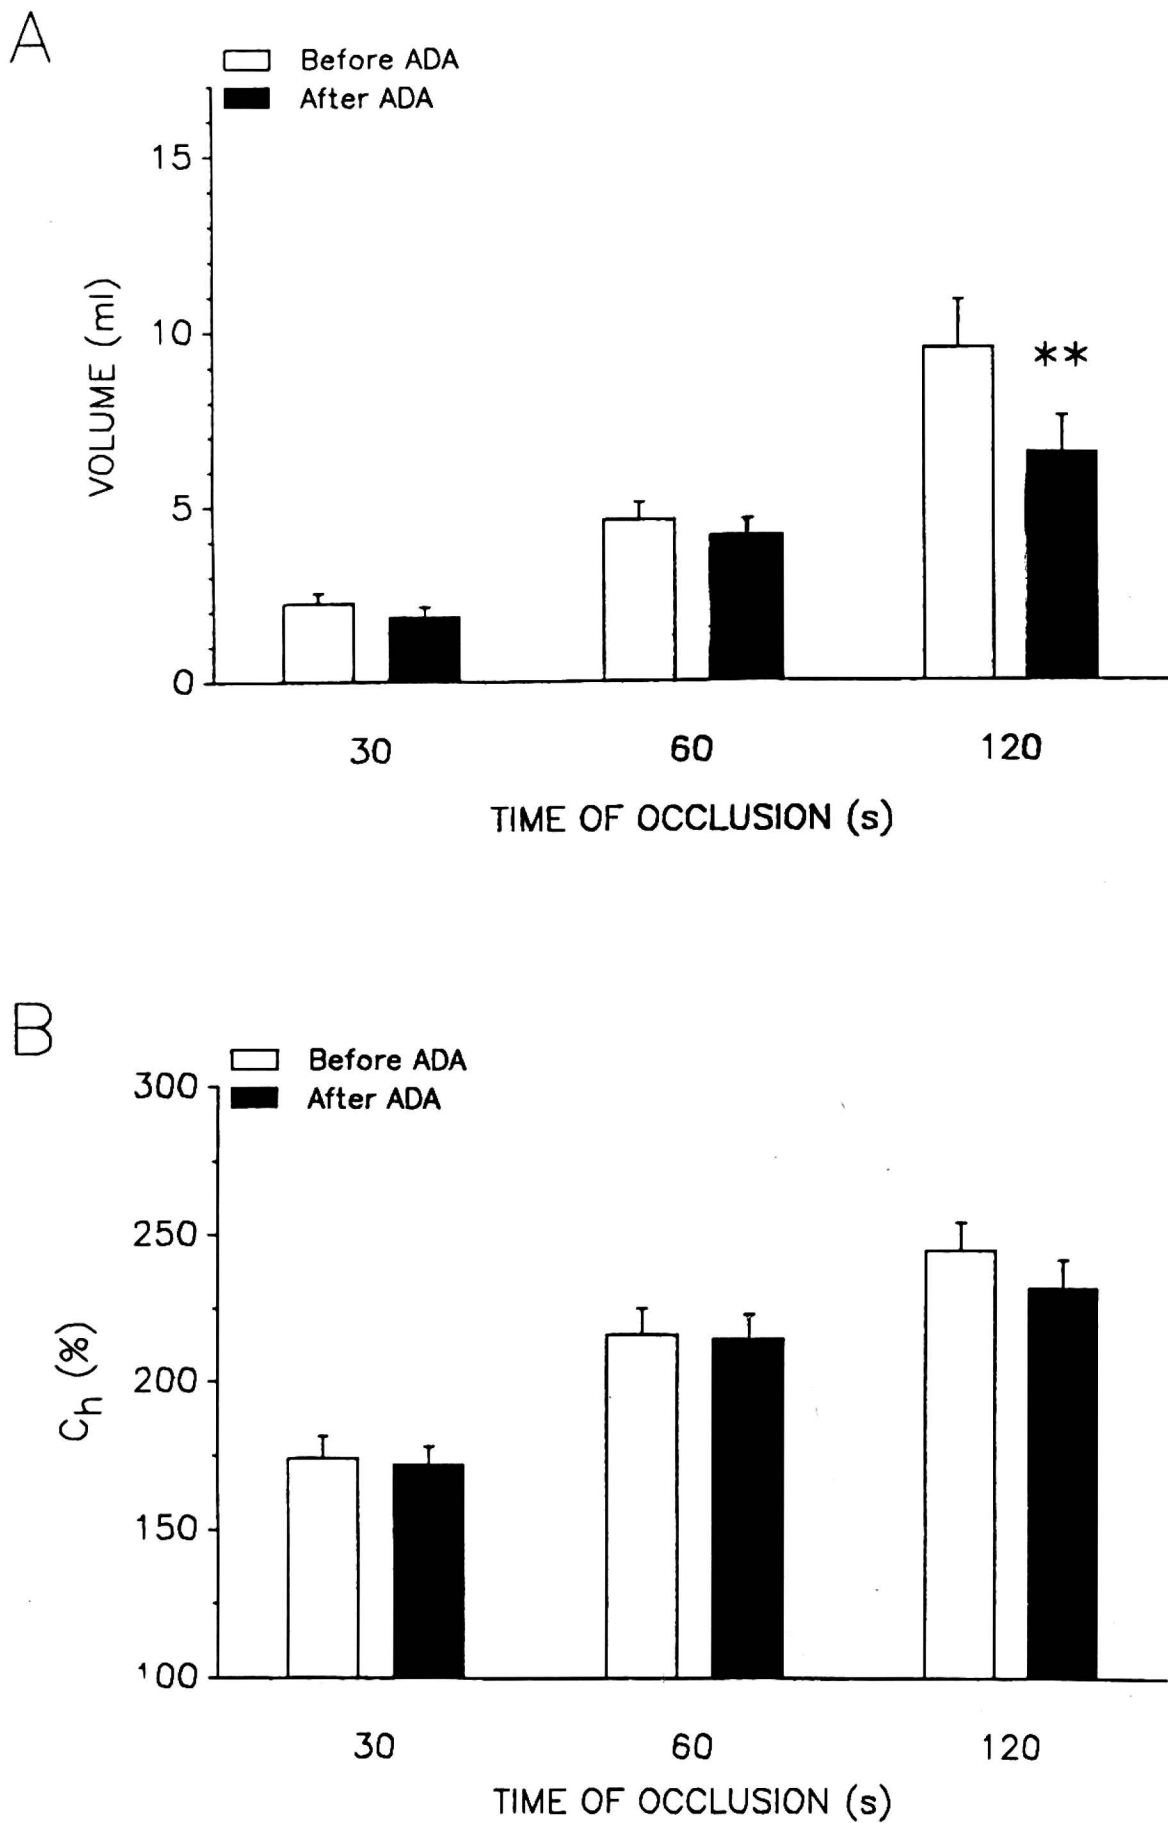 A
Before ADA
After ADA
15
10
5
0
VOLUME (ml)
**
30 60 120
TIME OF OCCLUSION (s)
B
Before ADA
After ADA
300
250
200
150
100
Ch (%)
30 60 120
TIME OF OCCLUSION (s)